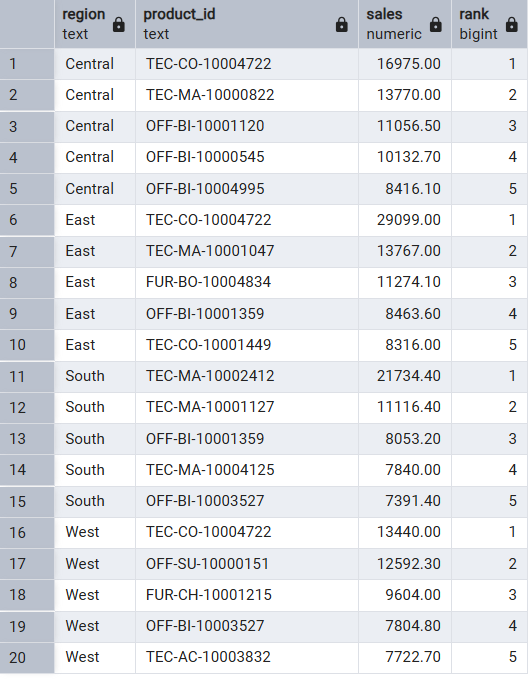 region product_id sales rank
text text numeric bigint
1 Central TEC-CO-10004722 16975.00 1
2 Central TEC-MA-10000822 13770.00 2
3 Central OFF-BI-10001120 11056.50 3
4 Central OFF-BI-10000545 10132.70 4
5 Central OFF-BI-10004995 8416.10 5
6 East TEC-CO-10004722 29099.00 1
7 East TEC-MA-10001047 13767.00 2
8 East FUR-BO-10004834 11274.10 3
9 East OFF-BI-10001359 8463.60 4
10 East TEC-CO-10001449 8316.00 5
11 South TEC-MA-10002412 21734.40 1
12 South TEC-MA-10001127 11116.40 2
13 South OFF-BI-10001359 8053.20 3
14 South TEC-MA-10004125 7840.00 4
15 South OFF-BI-10003527 7391.40 5
16 West TEC-CO-10004722 13440.00 1
17 West OFF-SU-10000151 12592.30 2
18 West FUR-CH-10001215 9604.00 3
19 West OFF-BI-10003527 7804.80 4
20 West TEC-AC-10003832 7722.70 5